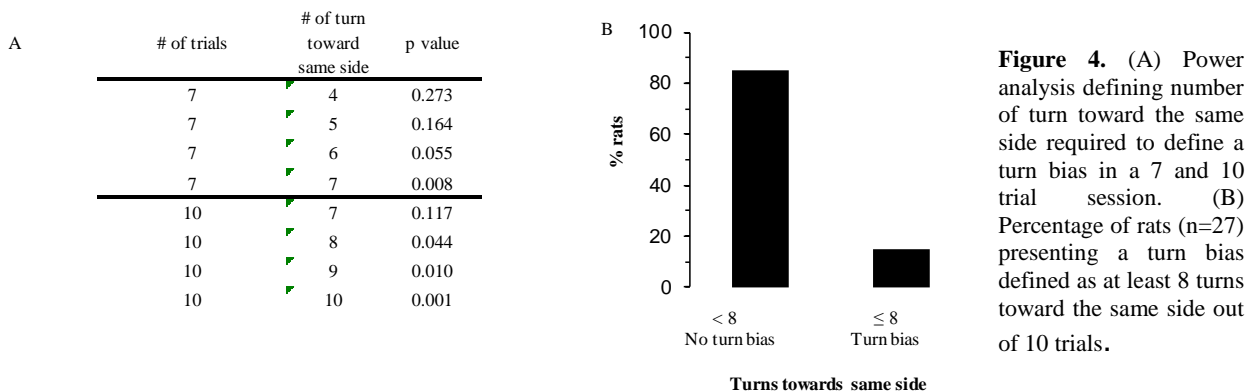 A
# of trials
# of turn
toward
same side
p value
7 4 0.273
7 5 0.164
7 6 0.055
7 7 0.008
10 7 0.117
10 8 0.044
10 9 0.010
10 10 0.001
B
% rats
100
80
60
40
20
0
< 8
No turn bias
≤ 8
Turn bias
Turns towards same side
Figure 4. (A) Power
analysis defining number
of turn toward the same
side required to define a
turn bias in a 7 and 10
trial session. (B)
Percentage of rats (n=27)
presenting a turn bias
defined as at least 8 turns
toward the same side out
of 10 trials.